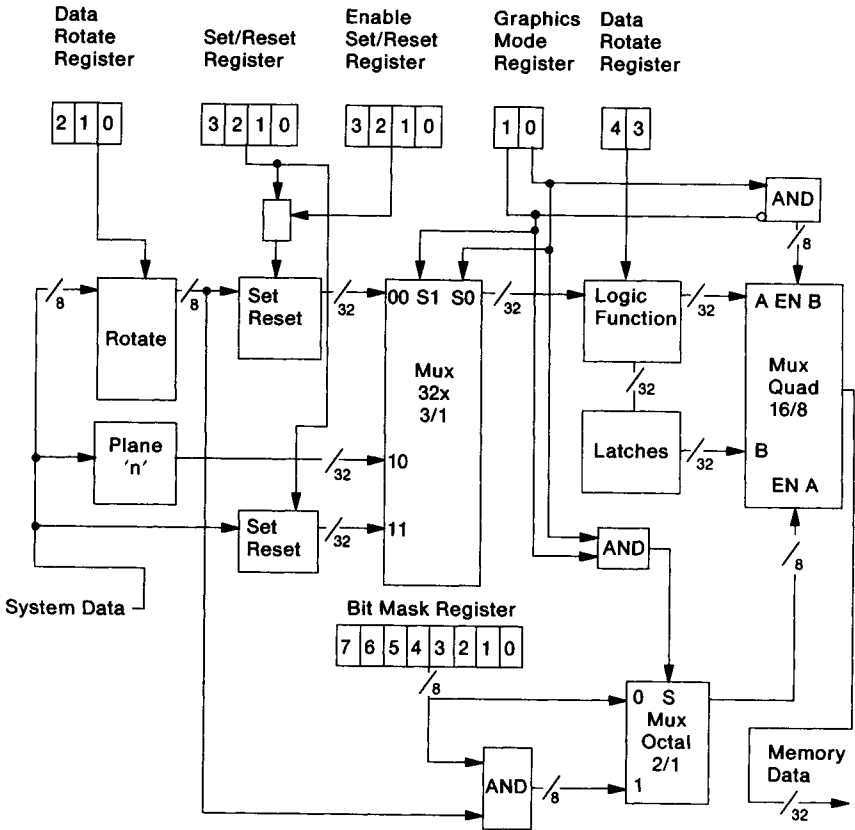 Data
Rotate
Register
Set/Reset
Register
Enable
Set/Reset
Register
Graphics
Mode
Register
Data
Rotate
Register
2 1 0
3 2 1 0
3 2 1 0
1 0
4 3
AND
8
8
Rotate
8
Set
Reset
32
00 S1 S0
Mux
32x
3/1
10
11
32
Logic
Function
32
A EN B
Mux
Quad
16/8
B
EN A
32
Latches
32
Plane
'n'
32
Set
Reset
32
AND
8
System Data
Bit Mask Register
7 6 5 4 3 2 1 0
8
0 S
Mux
Octal
2/1
1
AND
8
Memory
Data
32